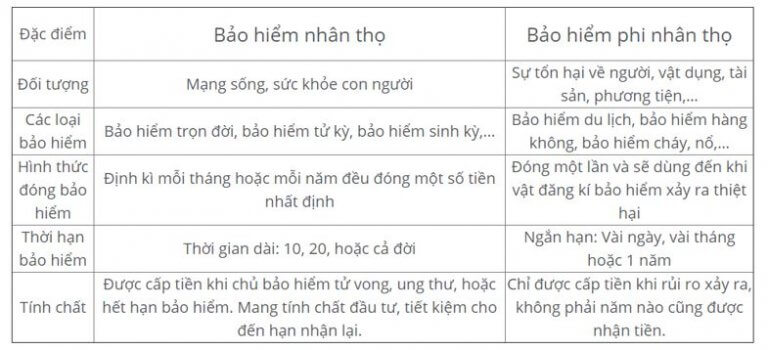 Đặc điểm
Bảo hiểm nhân thọ
Bảo hiểm phi nhân thọ
Đối tượng
Mạng sống, sức khỏe con người
Sự tổn hại về người, vật dụng, tài
sản, phương tiện,...
Các loại
bảo hiểm
Bảo hiểm trọn đời, bảo hiểm tử kỳ, bảo hiểm sinh kỳ,...
Bảo hiểm du lịch, bảo hiểm hàng
không, bảo hiểm cháy, nổ,...
Hình thức
đóng bảo
hiểm
Định kì mỗi tháng hoặc mỗi năm đều đóng một số tiền
nhất định
Đóng một lần và sẽ dùng đến khi
vật đăng kí bảo hiểm xảy ra thiệt
hại
Thời hạn
bảo hiểm
Thời gian dài: 10, 20, hoặc cả đời
Ngắn hạn: Vài ngày, vài tháng
hoặc 1 năm
Tính chất
Được cấp tiền khi chủ bảo hiểm tử vong, ung thư, hoặc
hết hạn bảo hiểm. Mang tính chất đầu tư, tiết kiệm cho
đến hạn nhận lại.
Chỉ được cấp tiền khi rủi ro xảy ra,
không phải năm nào cũng được
nhận tiền.